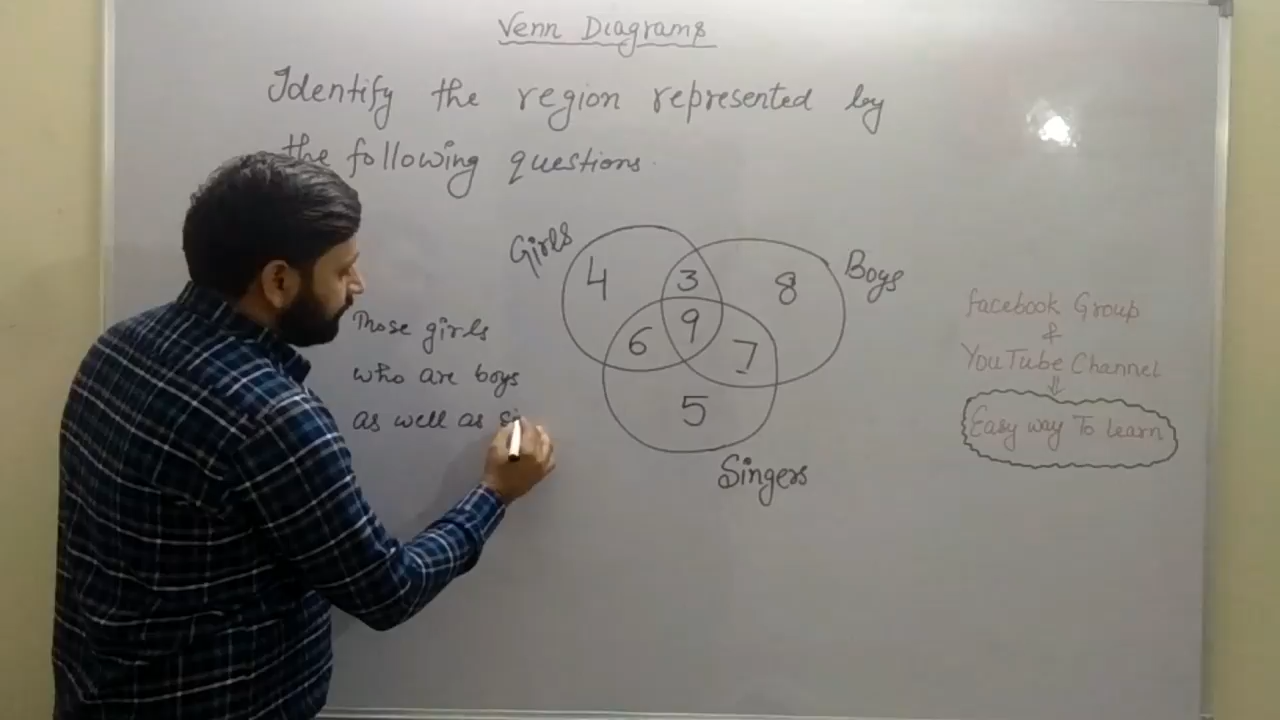 Venn Diagrams
Identify the region represented by
the following questions.
Girls
4
3
8
Boys
9
6
7
5
Singers
Those girls
who are boys
as well as
facebook Group
&
YouTube Channel
⇓
Easy way To Learn